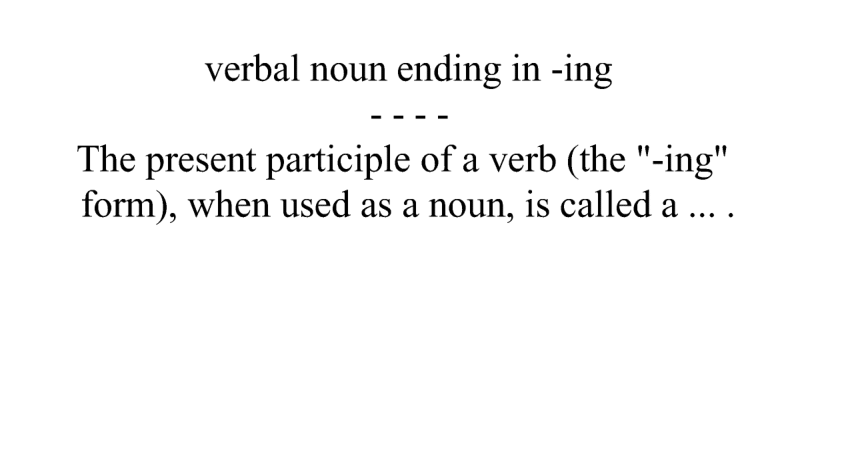 verbal noun ending in -ing
- - - -
The present participle of a verb (the "-ing"
form), when used as a noun, is called a ... .